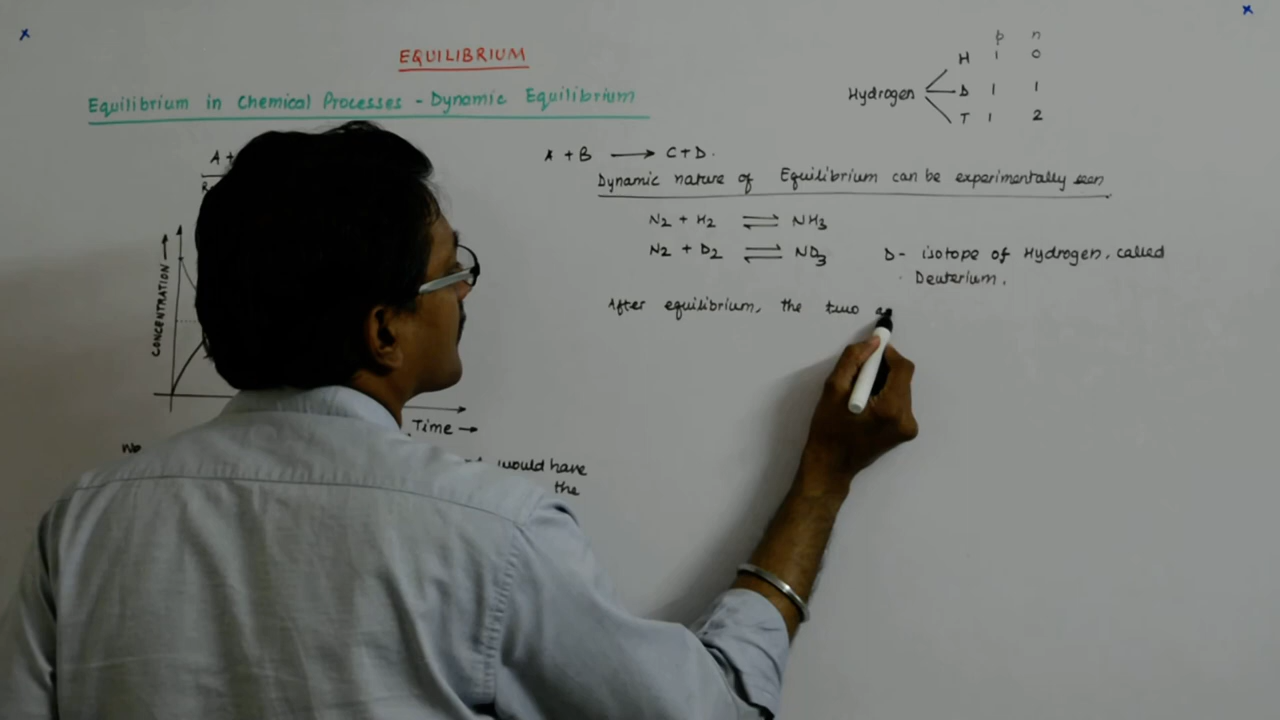 EQUILIBRIUM
Equilibrium in Chemical Processes - Dynamic Equilibrium
A +
CONCENTRATION →
Time →
No
would have
the
p n
H 1 0
Hydrogen D 1 1
T 1 2
A + B → C + D.
Dynamic nature of Equilibrium can be experimentally seen
N2 + H2 ⇌ NH3
N2 + D2 ⇌ ND3
D - isotope of Hydrogen, called
Deuterium.
After equilibrium, the two